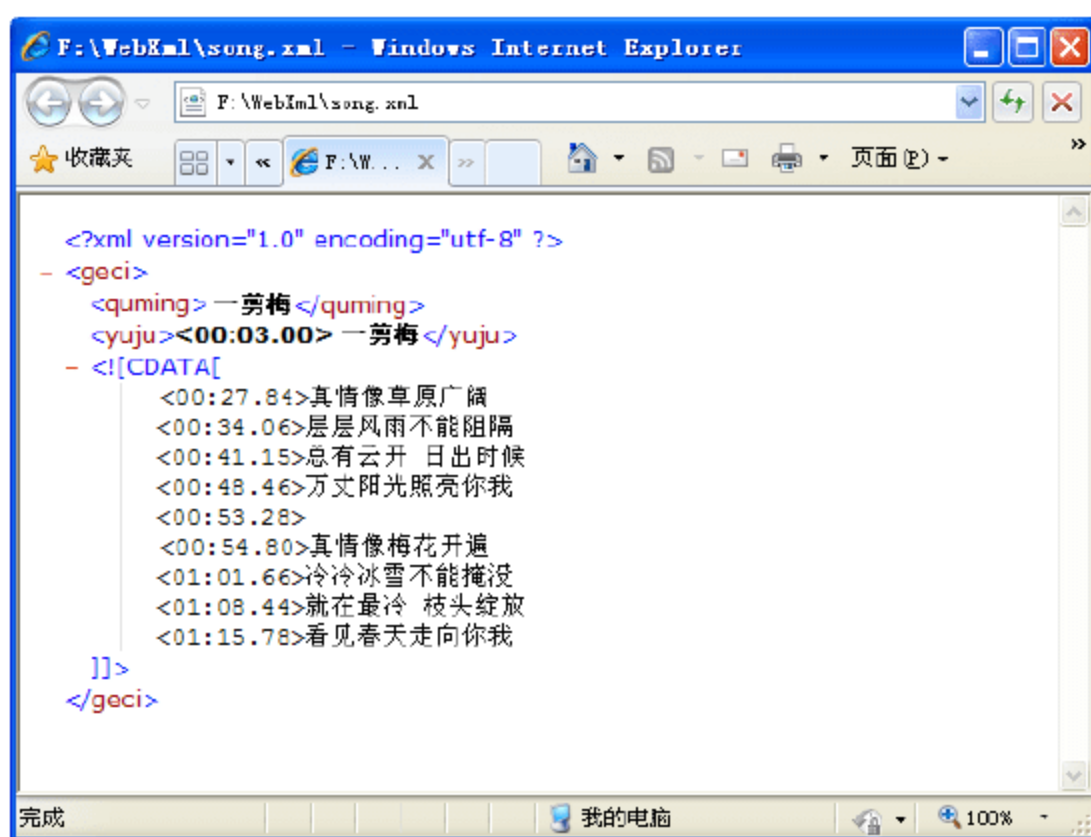 F:\WebXml\song.xml - Windows Internet Explorer
F:\WebXml\song.xml
收藏夹 F:\W... 页面(P)
<?xml version="1.0" encoding="utf-8" ?>
- <geci>
<quming>一剪梅</quming>
<yuju><00:03.00> 一剪梅</yuju>
- <![CDATA[
<00:27.84>真情像草原广阔
<00:34.06>层层风雨不能阻隔
<00:41.15>总有云开 日出时候
<00:48.46>万丈阳光照亮你我
<00:53.28>
<00:54.80>真情像梅花开遍
<01:01.66>冷冷冰雪不能掩没
<01:08.44>就在最冷 枝头绽放
<01:15.78>看见春天走向你我
]]>
</geci>
完成 我的电脑 100%